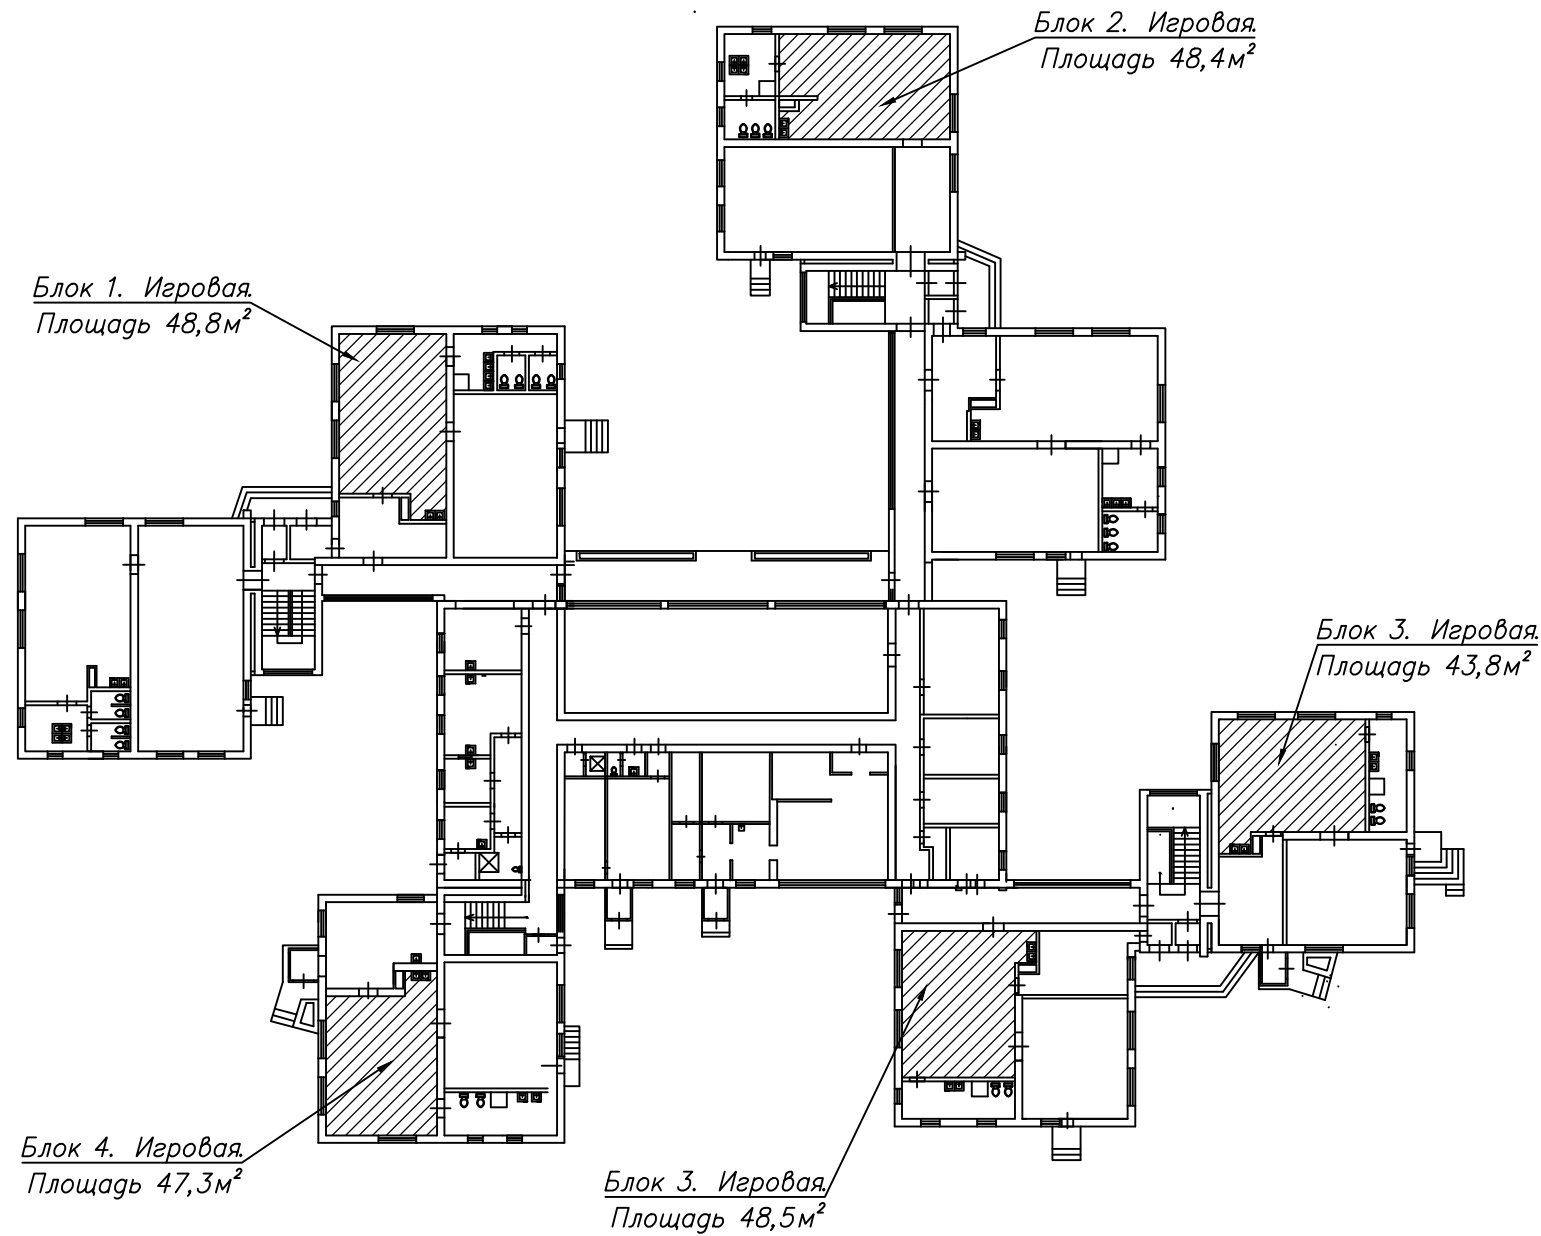 Блок 2. Игровая.
Площадь 48,4м²
Блок 1. Игровая.
Площадь 48,8м²
Блок 3. Игровая.
Площадь 43,8м²
Блок 4. Игровая.
Площадь 47,3м²
Блок 3. Игровая.
Площадь 48,5м²